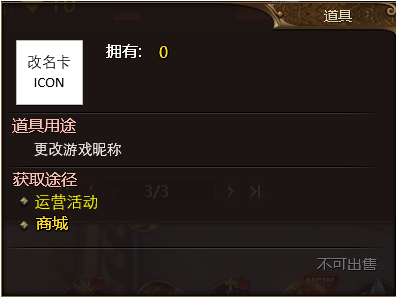 道具
改名卡
ICON
拥有: 0
道具用途
更改游戏昵称
获取途径
3/3
运营活动
商城
不可出售